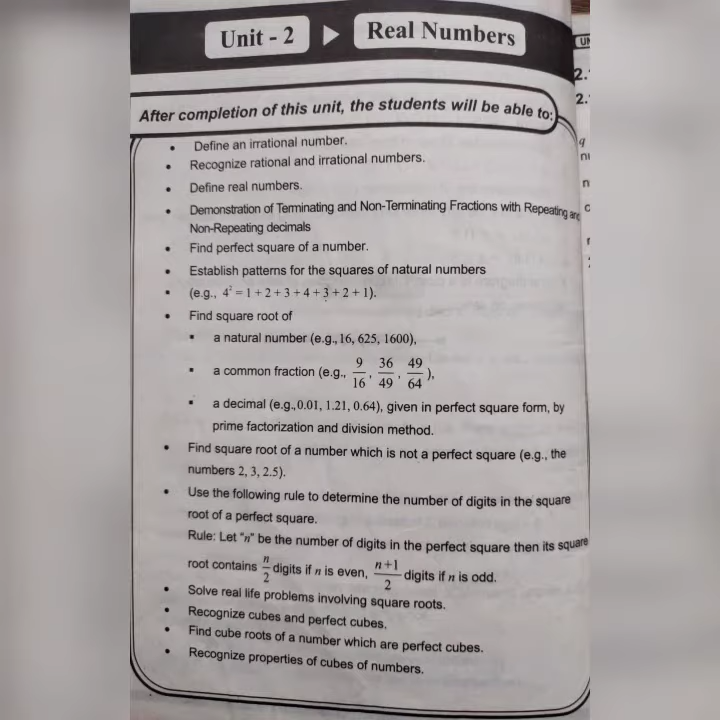 Unit - 2
Real Numbers
After completion of this unit, the students will be able to:
• Define an irrational number.
• Recognize rational and irrational numbers.
• Define real numbers.
• Demonstration of Terminating and Non-Terminating Fractions with Repeating and
Non-Repeating decimals
• Find perfect square of a number.
• Establish patterns for the squares of natural numbers
• (e.g., 4² = 1 + 2 + 3 + 4 + 3 + 2 + 1).
• Find square root of
▪ a natural number (e.g., 16, 625, 1600),
▪ a common fraction (e.g., 9/16, 36/49, 49/64),
▪ a decimal (e.g., 0.01, 1.21, 0.64), given in perfect square form, by
prime factorization and division method.
• Find square root of a number which is not a perfect square (e.g., the
numbers 2, 3, 2.5).
• Use the following rule to determine the number of digits in the square
root of a perfect square.
Rule: Let "n" be the number of digits in the perfect square then its square
root contains n/2 digits if n is even, n+1/2 digits if n is odd.
• Solve real life problems involving square roots.
• Recognize cubes and perfect cubes.
• Find cube roots of a number which are perfect cubes.
• Recognize properties of cubes of numbers.